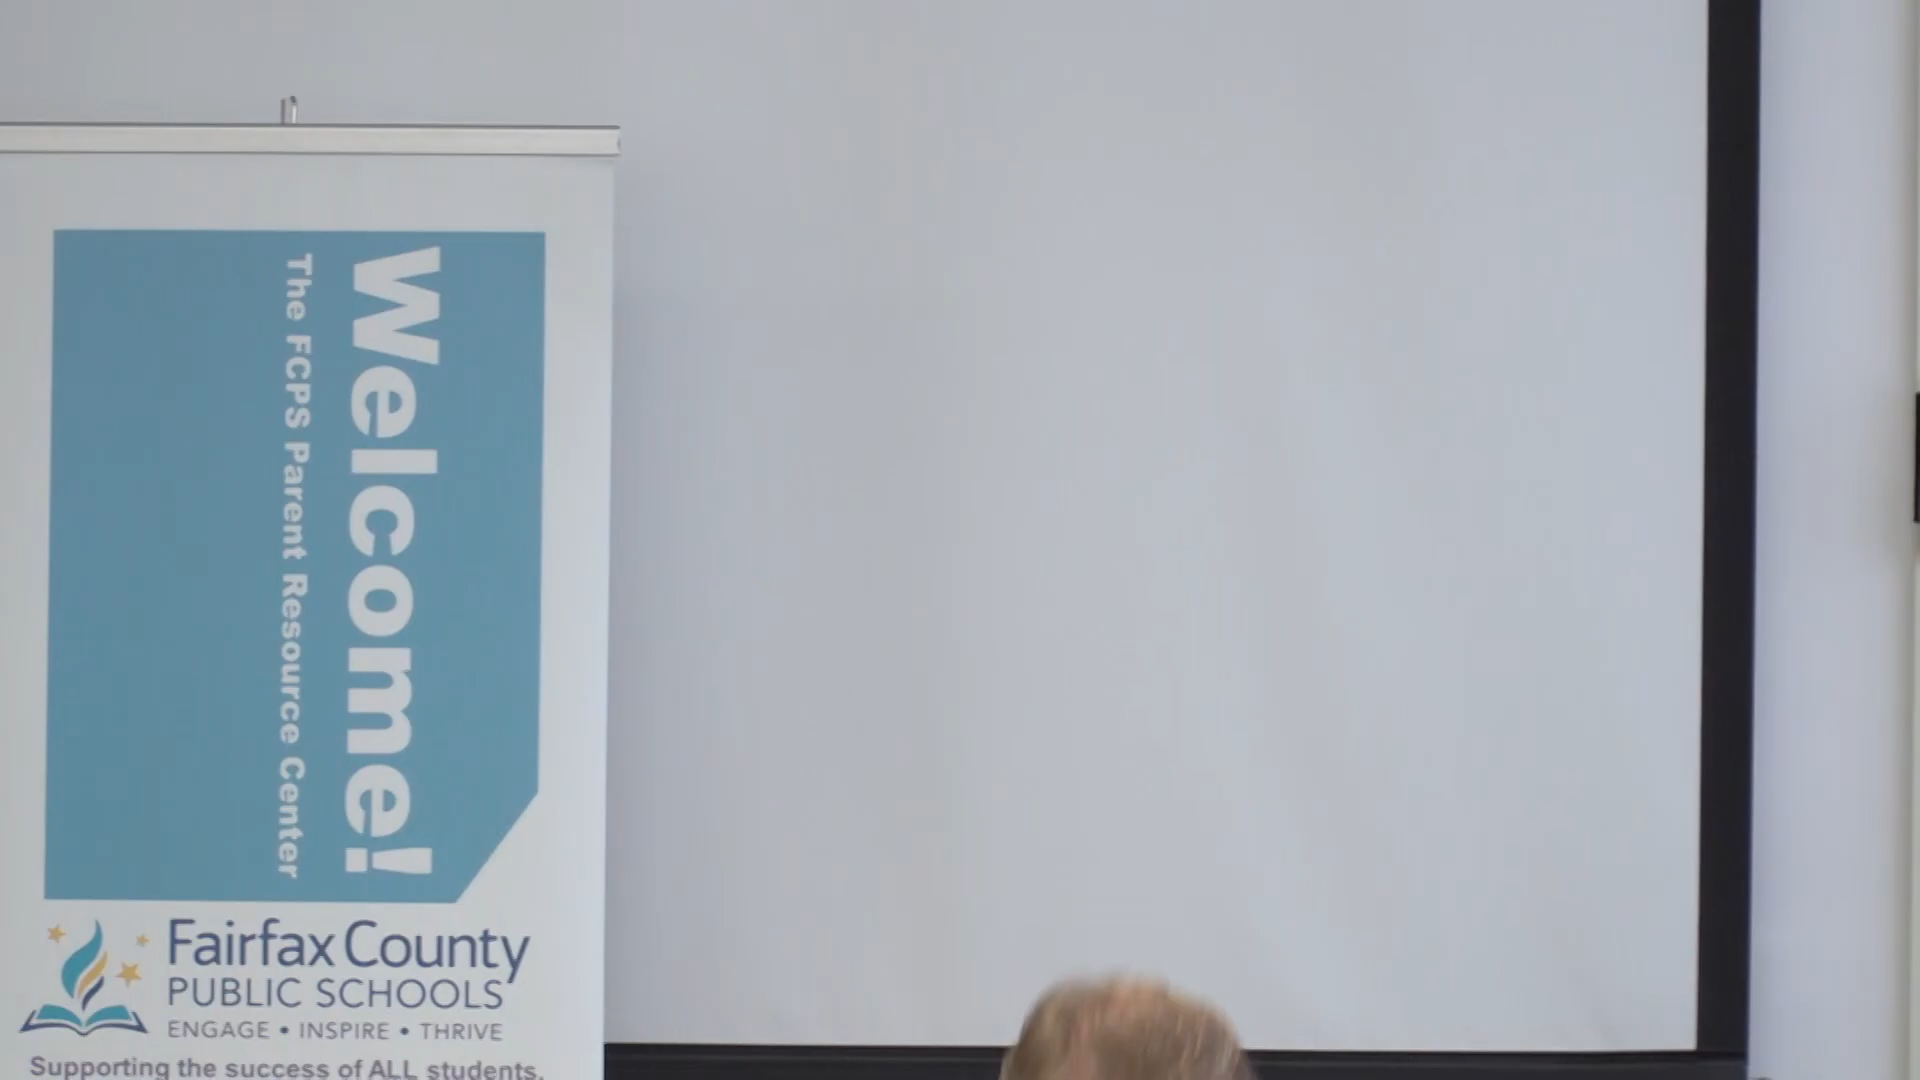 Welcome!
The FCPS Parent Resource Center
Fairfax County
PUBLIC SCHOOLS
ENGAGE • INSPIRE • THRIVE
Supporting the success of ALL students.